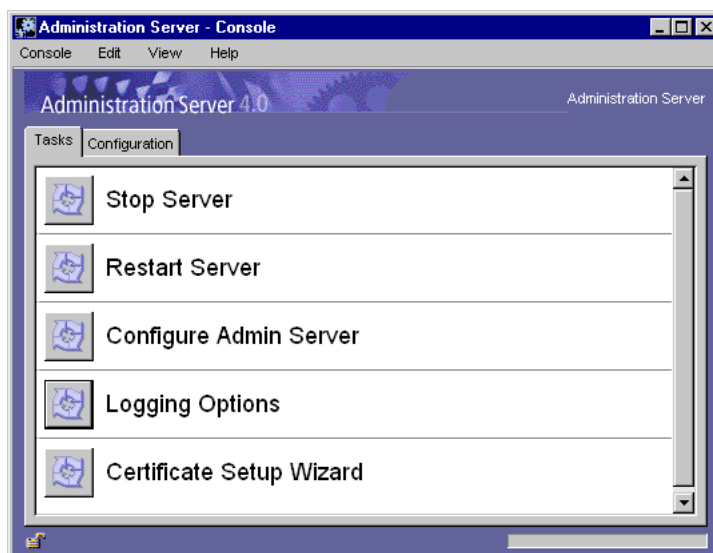 Administration Server - Console
Console Edit View Help
Administration Server 4.0
Administration Server
Tasks Configuration
Stop Server
Restart Server
Configure Admin Server
Logging Options
Certificate Setup Wizard